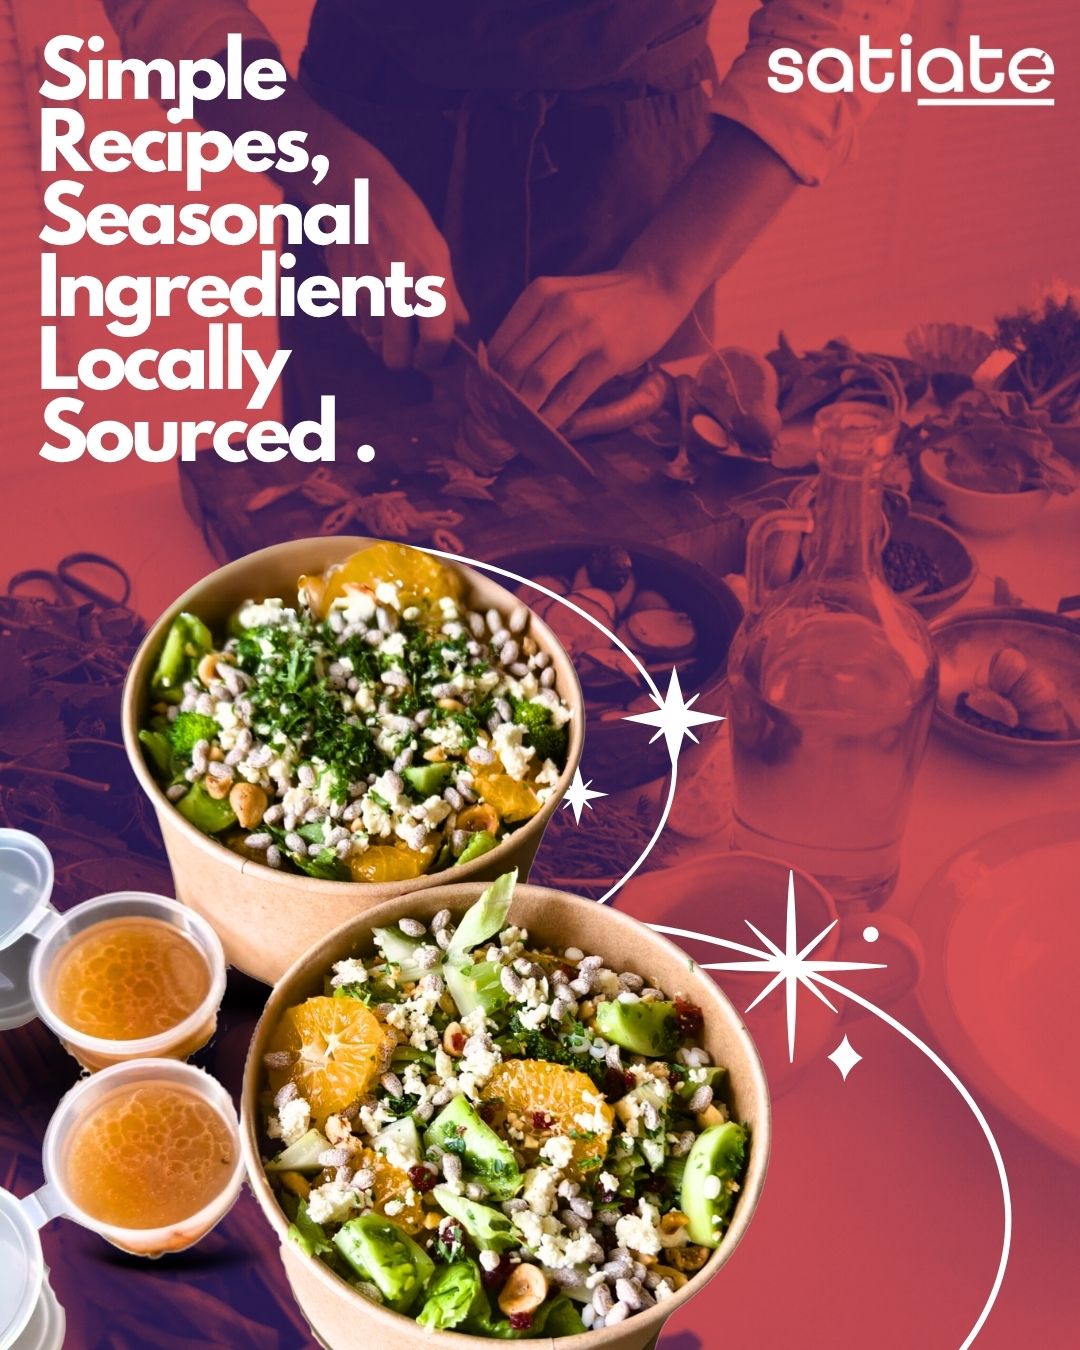 Simple
Recipes,
Seasonal
Ingredients
Locally
Sourced .
satiate